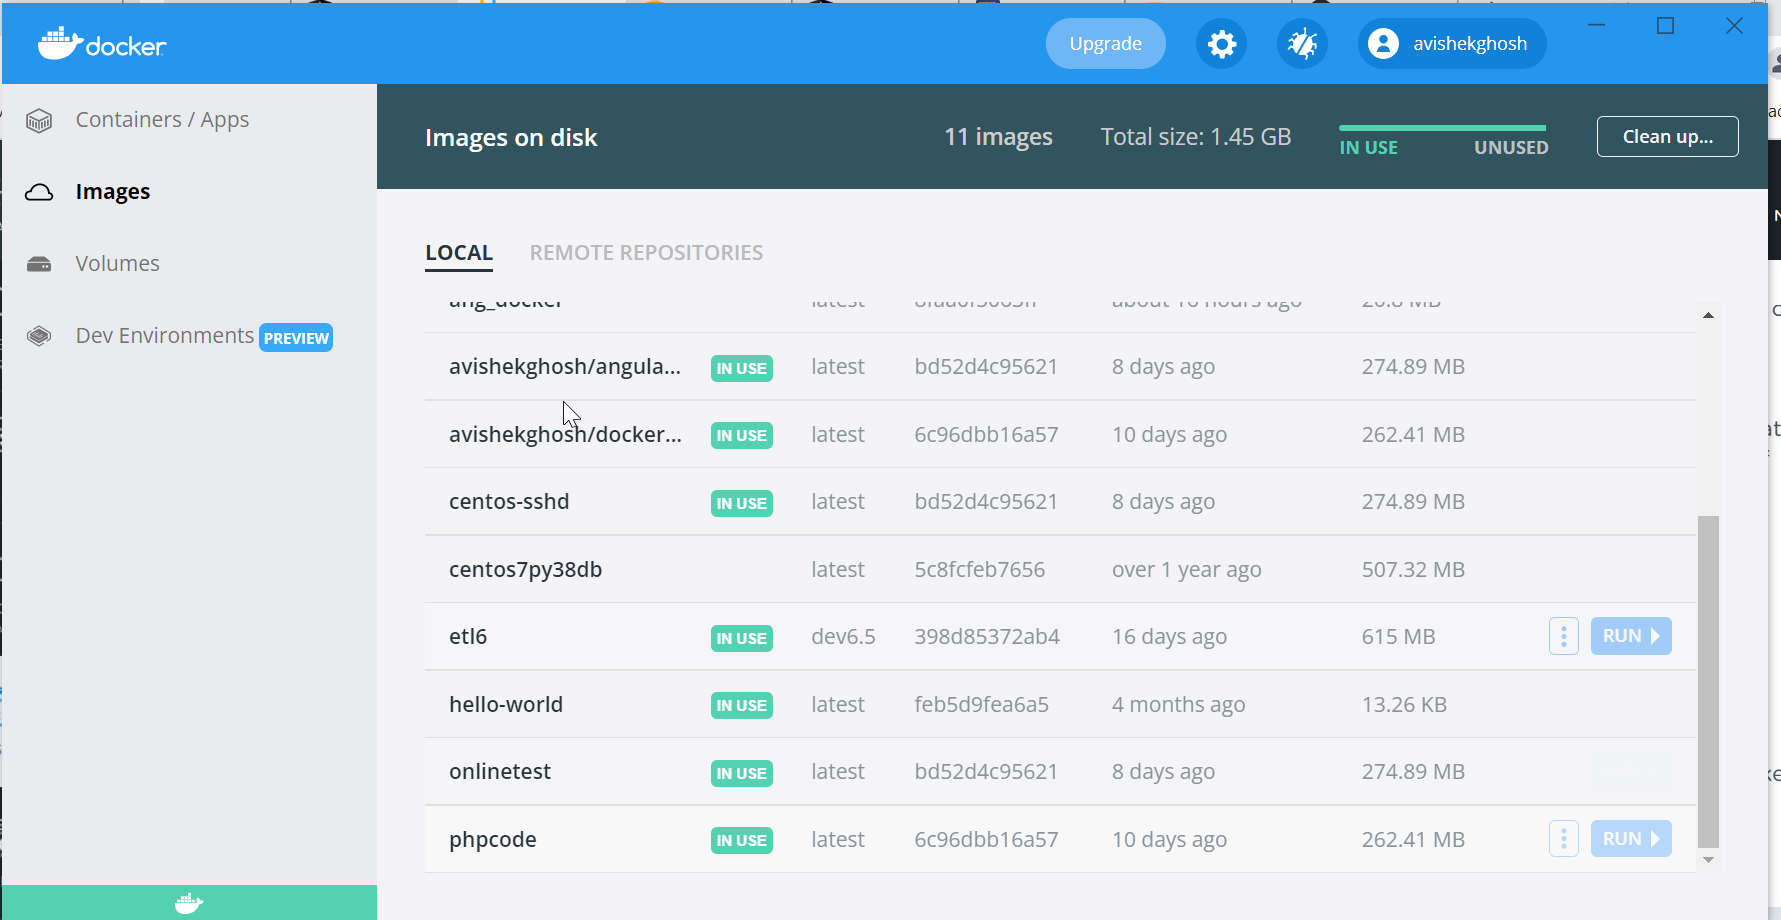 docker
Upgrade
avishekghosh
Containers / Apps
Images
Volumes
Dev Environments PREVIEW
Images on disk
11 images
Total size: 1.45 GB
IN USE
UNUSED
Clean up...
LOCAL
REMOTE REPOSITORIES
ang_docker latest
avishekghosh/angula... IN USE latest bd52d4c95621 8 days ago 274.89 MB
avishekghosh/docker... IN USE latest 6c96dbb16a57 10 days ago 262.41 MB
centos-sshd IN USE latest bd52d4c95621 8 days ago 274.89 MB
centos7py38db latest 5c8fcfeb7656 over 1 year ago 507.32 MB
etl6 IN USE dev6.5 398d85372ab4 16 days ago 615 MB RUN
hello-world IN USE latest feb5d9fea6a5 4 months ago 13.26 KB
onlinetest IN USE latest bd52d4c95621 8 days ago 274.89 MB
phpcode IN USE latest 6c96dbb16a57 10 days ago 262.41 MB RUN